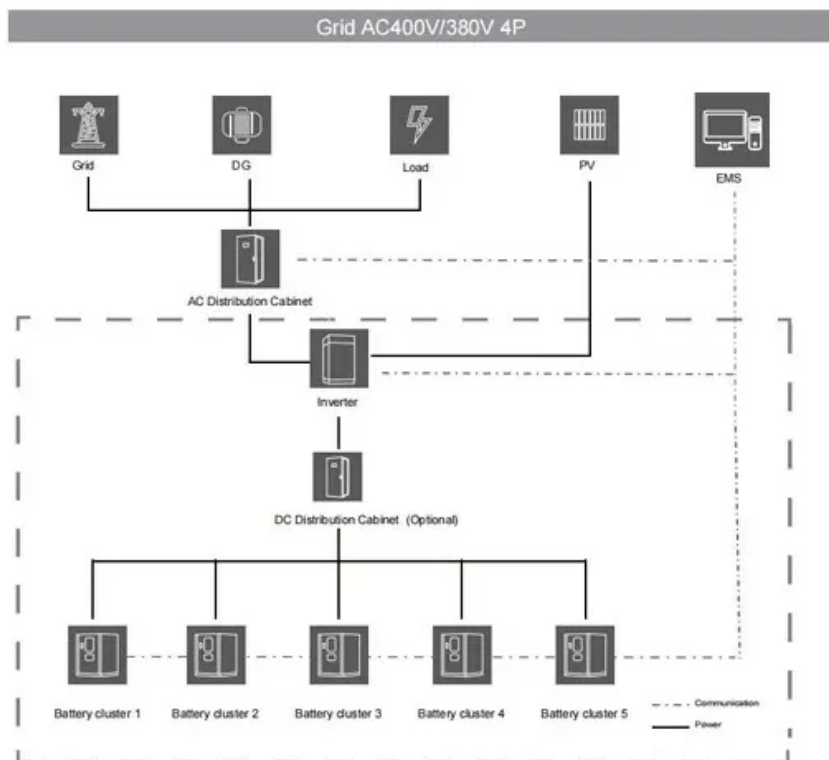 Grid AC400V/380V 4P
Grid
DG
Load
PV
EMS
AC Distribution Cabinet
Inverter
DC Distribution Cabinet (Optional)
Battery cluster 1
Battery cluster 2
Battery cluster 3
Battery cluster 4
Battery cluster 5
Communication
Power